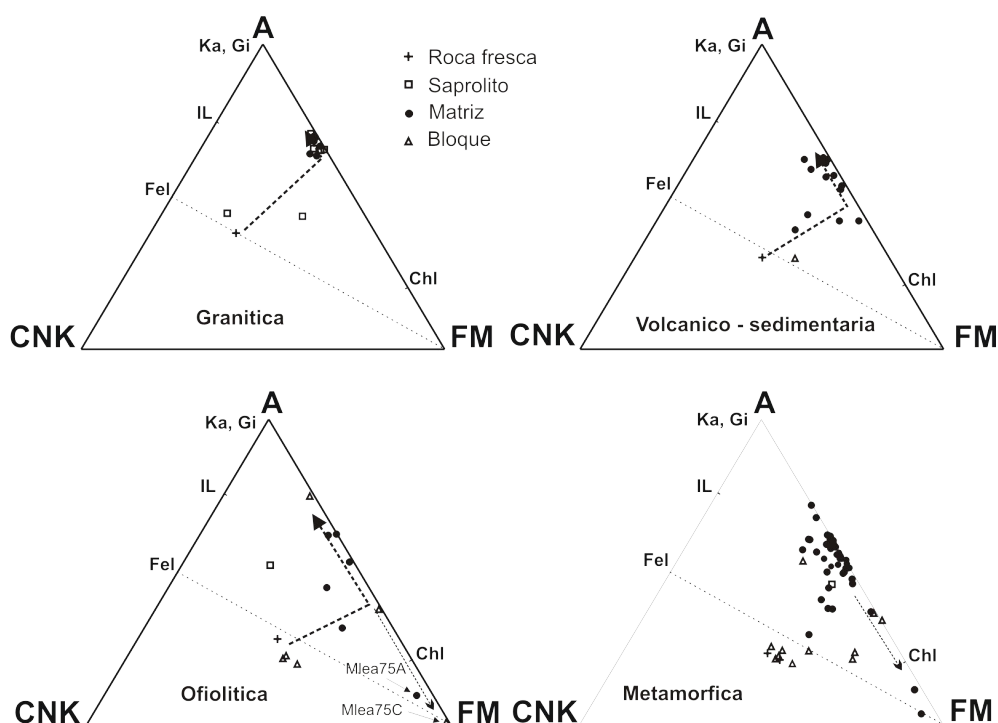 A
Ka, Gi
IL
Fel
Chl
CNK
FM
Granitica
+ Roca fresca
Saprolito
Matriz
Bloque
A
Ka, Gi
IL
Fel
Chl
CNK
FM
Volcanico - sedimentaria
A
Ka, Gi
IL
Fel
Chl
Mlea75A
Mlea75C
CNK
FM
Ofiolitica
A
Ka, Gi
IL
Fel
Chl
CNK
FM
Metamorfica